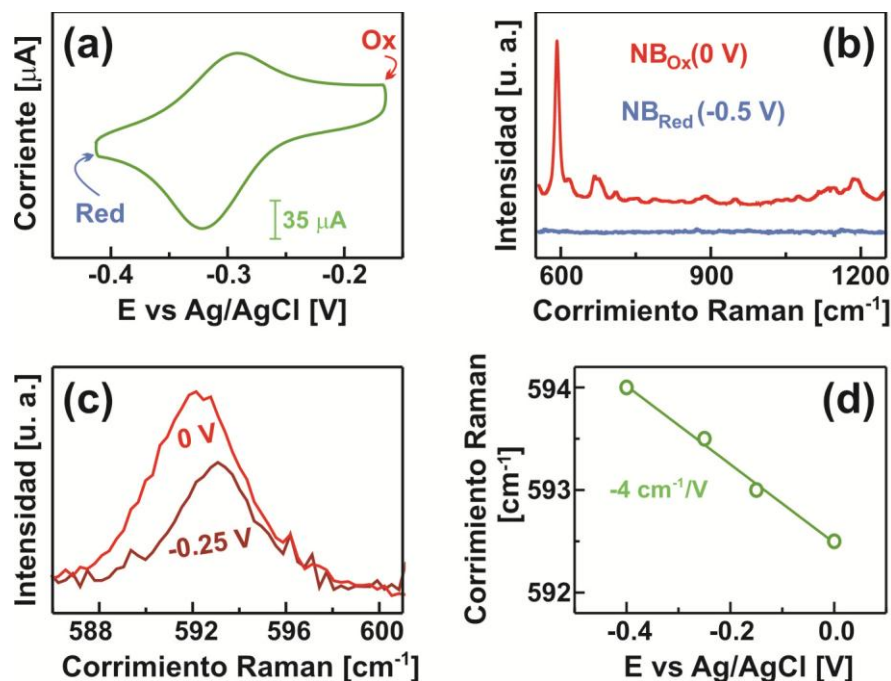 (a)
Ox
Corriente [μA]
Red
35 μA
-0.4
-0.3
-0.2
E vs Ag/AgCl [V]
(b)
NBOx(0 V)
NBRed(-0.5 V)
Intensidad [u. a.]
600
900
1200
Corrimiento Raman [cm-1]
(c)
0 V
-0.25 V
Intensidad [u. a.]
588
592
596
600
Corrimiento Raman [cm-1]
(d)
Corrimiento Raman
[cm-1]
594
593
592
-4 cm-1/V
-0.4
-0.2
0.0
E vs Ag/AgCl [V]